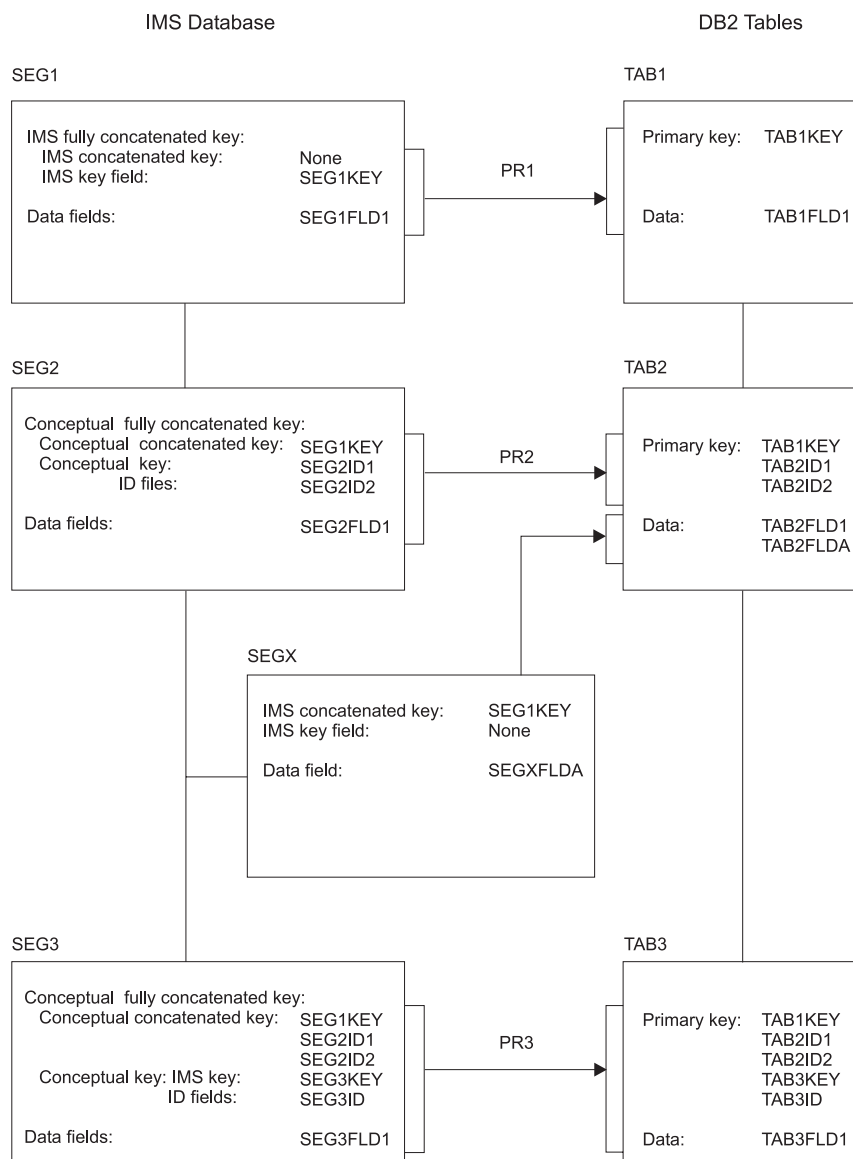 IMS Database
DB2 Tables
SEG1
TAB1
IMS fully concatenated key:
IMS concatenated key: None
IMS key field: SEG1KEY
Data fields: SEG1FLD1
PR1
Primary key: TAB1KEY
Data: TAB1FLD1
SEG2
TAB2
Conceptual fully concatenated key:
Conceptual concatenated key: SEG1KEY
Conceptual key: SEG2ID1
ID files: SEG2ID2
Data fields: SEG2FLD1
PR2
Primary key: TAB1KEY
TAB2ID1
TAB2ID2
Data: TAB2FLD1
TAB2FLDA
SEGX
IMS concatenated key: SEG1KEY
IMS key field: None
Data field: SEGXFLDA
SEG3
TAB3
Conceptual fully concatenated key:
Conceptual concatenated key: SEG1KEY
SEG2ID1
SEG2ID2
Conceptual key: IMS key: SEG3KEY
ID fields: SEG3ID
Data fields: SEG3FLD1
PR3
Primary key: TAB1KEY
TAB2ID1
TAB2ID2
TAB3KEY
TAB3ID
Data: TAB3FLD1